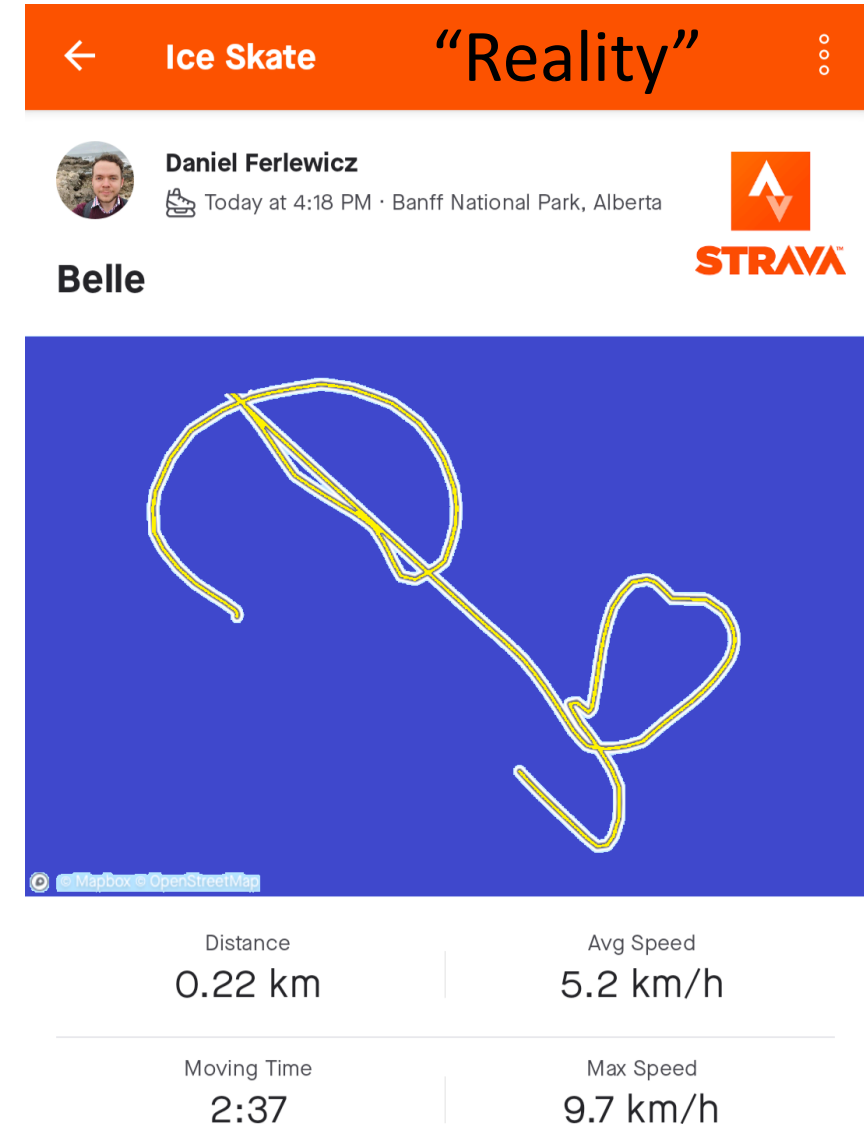 Ice Skate “Reality”
Daniel Ferlewicz
Today at 4:18 PM · Banff National Park, Alberta
STRAVA™
Belle
© Mapbox © OpenStreetMap
Distance Avg Speed
0.22 km 5.2 km/h
Moving Time Max Speed
2:37 9.7 km/h